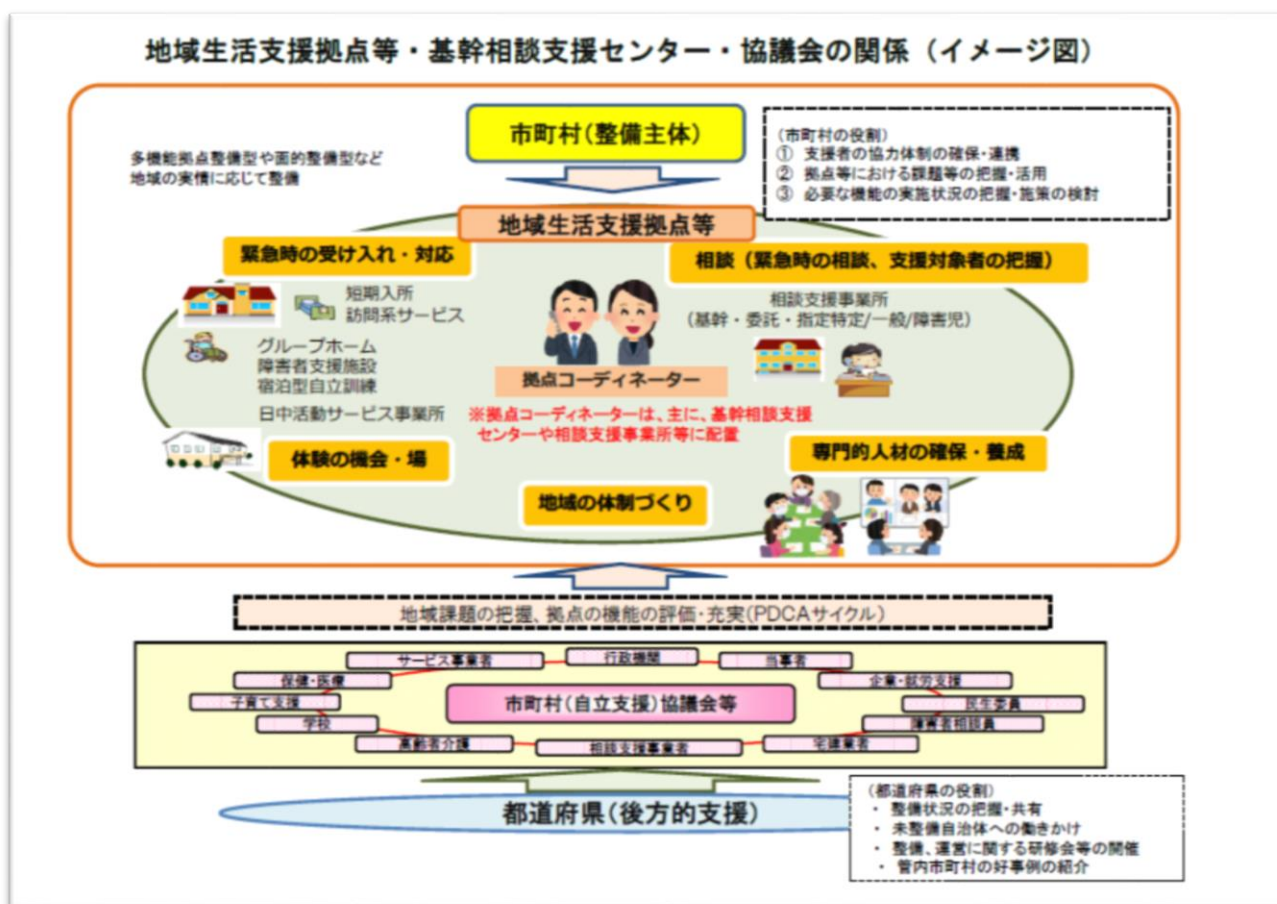 地域生活支援拠点等・基幹相談支援センター・協議会の関係（イメージ図）
市町村（整備主体）
多機能拠点整備型や面的整備型など
地域の実情に応じて整備
（市町村の役割）
① 支援者の協力体制の確保・連携
② 拠点等における課題等の把握・活用
③ 必要な機能の実施状況の把握・施策の検討
地域生活支援拠点等
緊急時の受け入れ・対応
相談（緊急時の相談、支援対象者の把握）
短期入所
訪問系サービス
相談支援事業所
（基幹・委託・指定特定/一般/障害児）
グループホーム
障害者支援施設
宿泊型自立訓練
日中活動サービス事業所
拠点コーディネーター
※拠点コーディネーターは、主に、基幹相談支援
センターや相談支援事業所等に配置
体験の機会・場
専門的人材の確保・養成
地域の体制づくり
地域課題の把握、拠点の機能の評価・充実（PDCAサイクル）
サービス事業者
行政機関
当事者
保健・医療
企業・就労支援
子育て支援
市町村（自立支援）協議会等
民生委員
学校
障害者相談員
高齢者介護
相談支援事業者
宅建業者
都道府県（後方的支援）
（都道府県の役割）
・ 整備状況の把握・共有
・ 未整備自治体への働きかけ
・ 整備、運営に関する研修会等の開催
・ 管内市町村の好事例の紹介